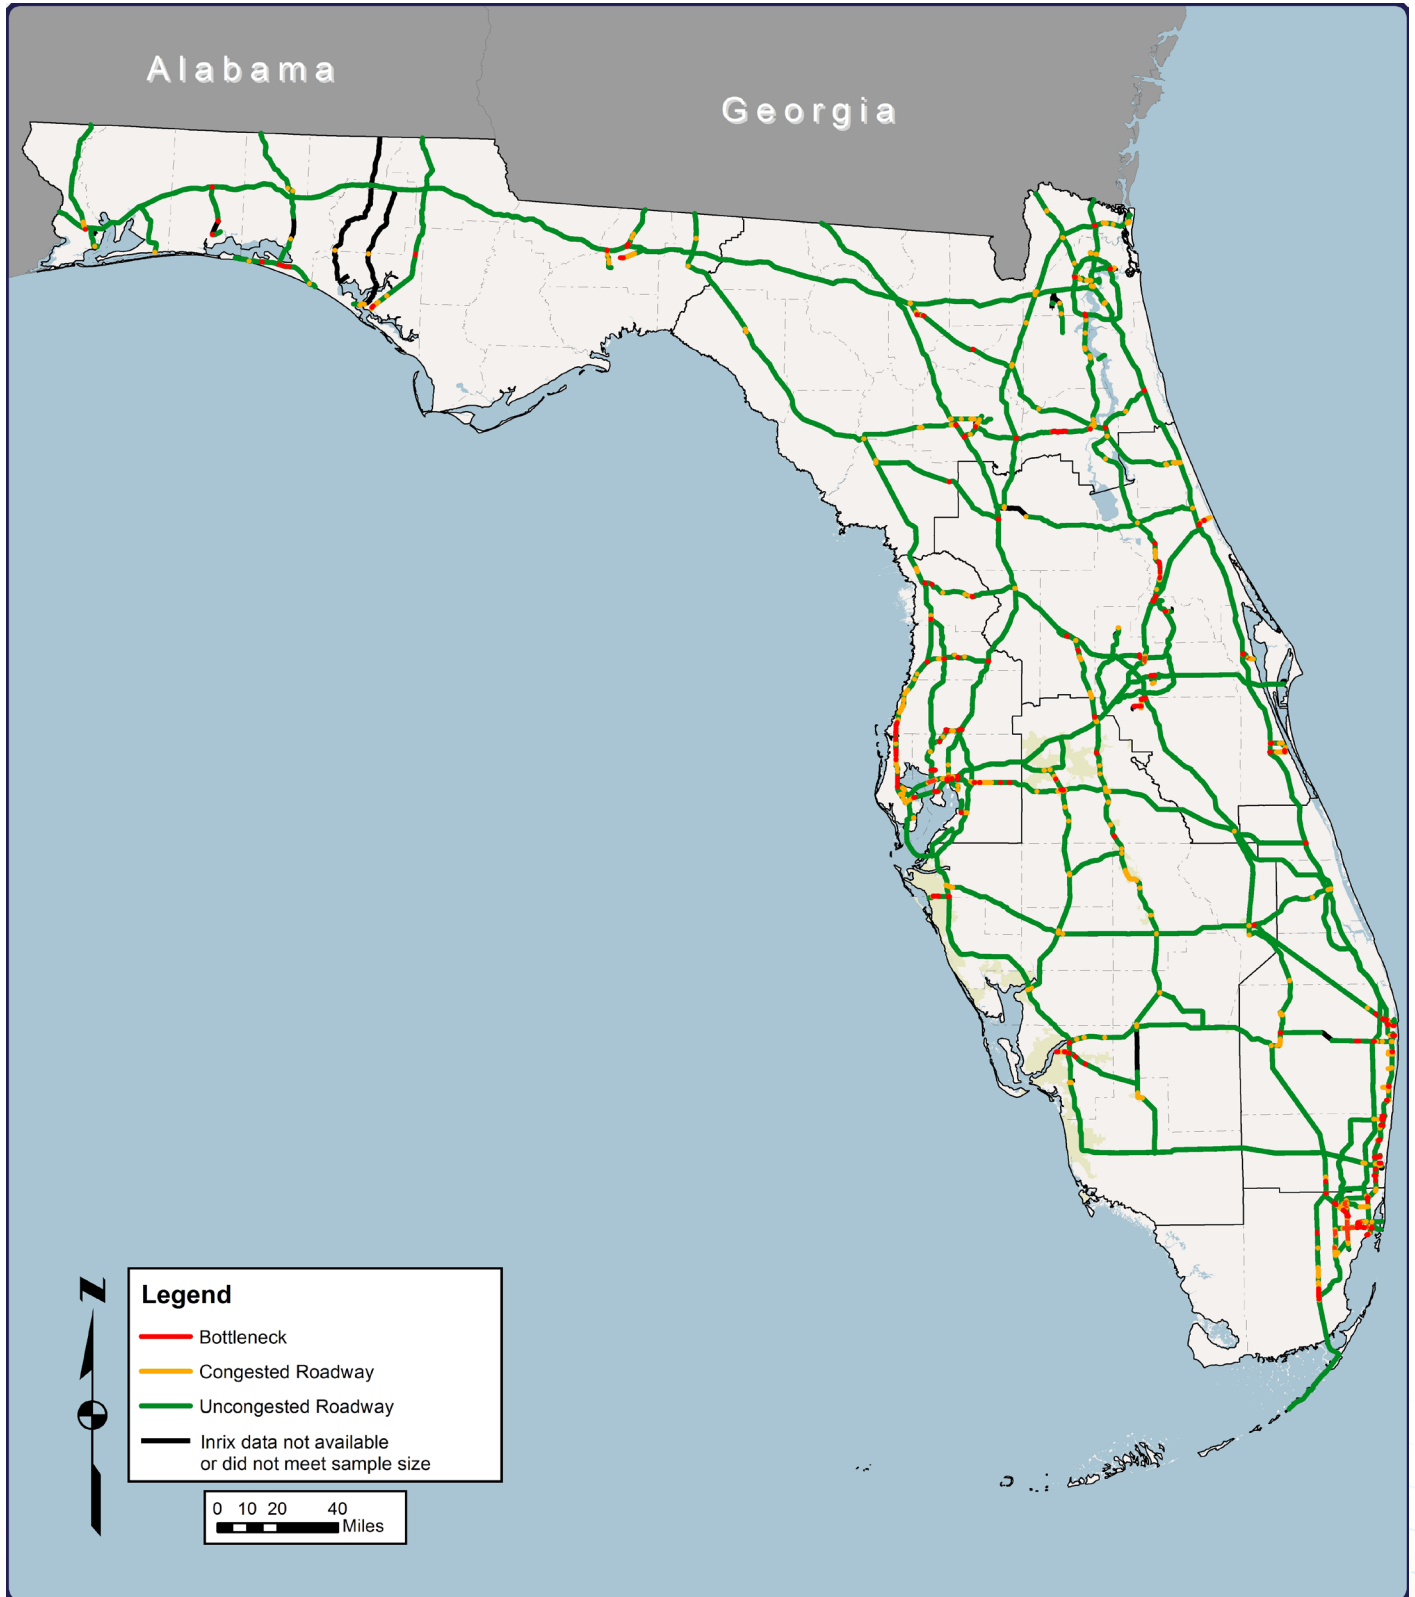 Alabama
Georgia
N
Legend
Bottleneck
Congested Roadway
Uncongested Roadway
Inrix data not available
or did not meet sample size
0 10 20 40
Miles